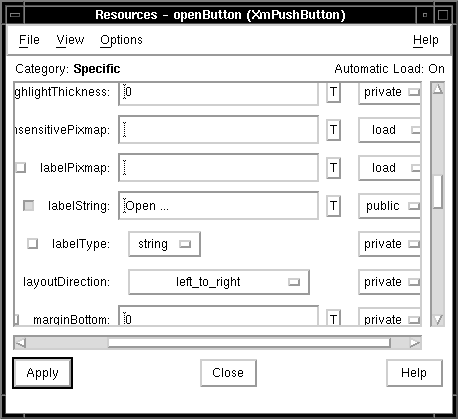 Resources - openButton (XmPushButton)
File View Options Help
Category: Specific Automatic Load: On
ghlightThickness: 0 T private
nsensitivePixmap: T load
labelPixmap: T load
labelString: Open ... T public
labelType: string private
layoutDirection: left_to_right private
marginBottom: 0 T private
Apply Close Help